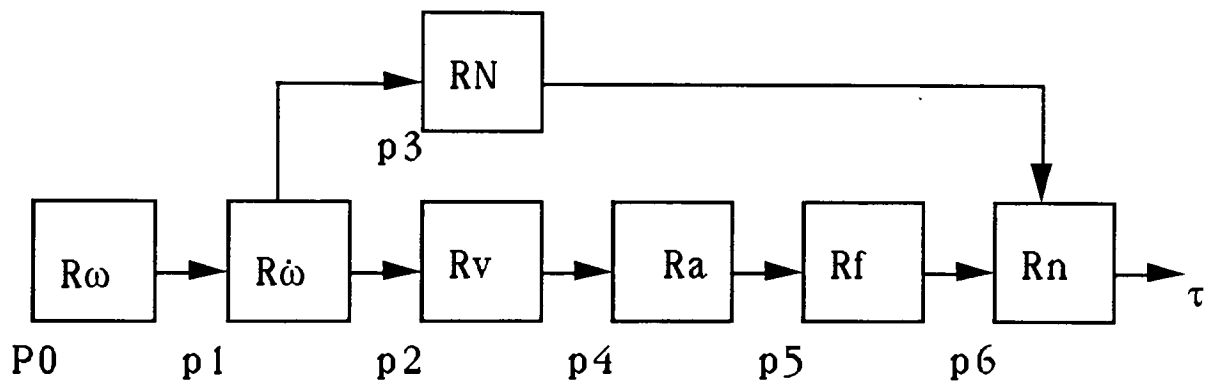 RN
p3
Rω Rω̇ Rv Ra Rf Rn τ
P0 p1 p2 p4 p5 p6